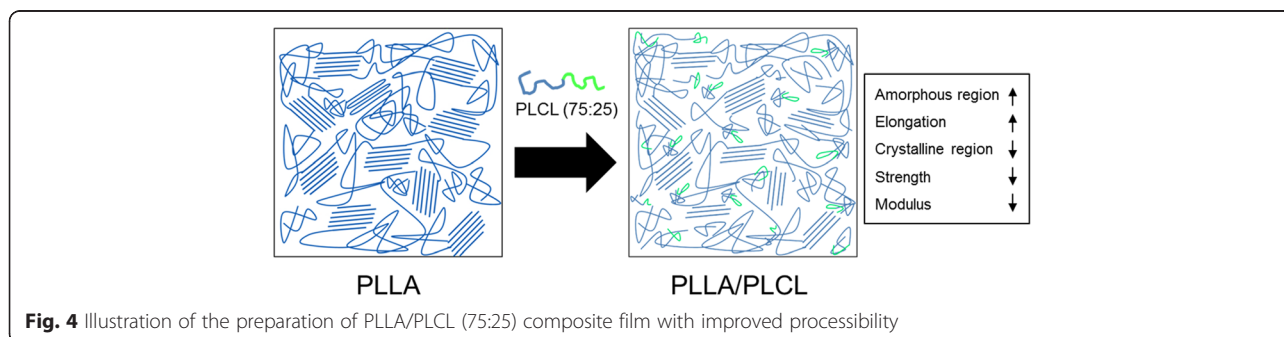 PLCL (75:25)
Amorphous region ↑
Elongation ↑
Crystalline region ↓
Strength ↓
Modulus ↓
PLLA
PLLA/PLCL
Fig. 4 Illustration of the preparation of PLLA/PLCL (75:25) composite film with improved processibility